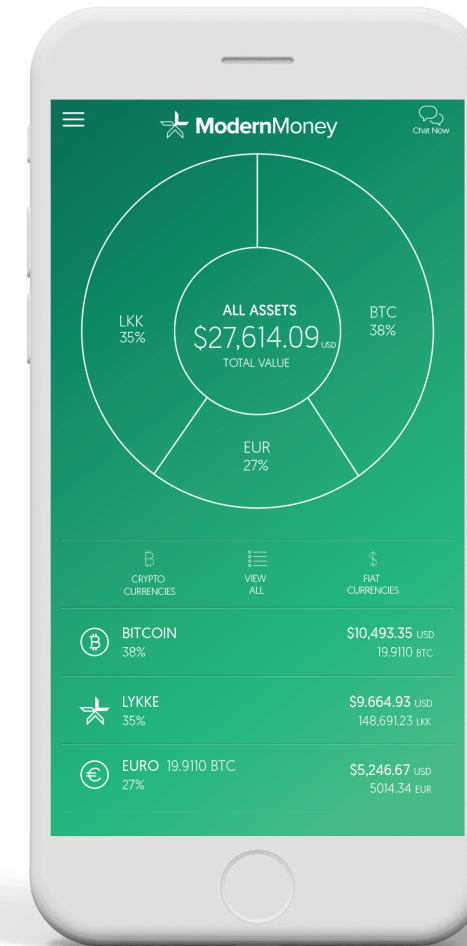 ModernMoney
Chat Now
LKK
35%
BTC
38%
ALL ASSETS
$27,614.09 USD
TOTAL VALUE
EUR
27%
CRYPTO
CURRENCIES
VIEW
ALL
FIAT
CURRENCIES
BITCOIN
38%
$10,493.35 USD
19.9110 BTC
LYKKE
35%
$9.664.93 USD
148,691.23 LKK
EURO 19.9110 BTC
27%
$5,246.67 USD
5014.34 EUR